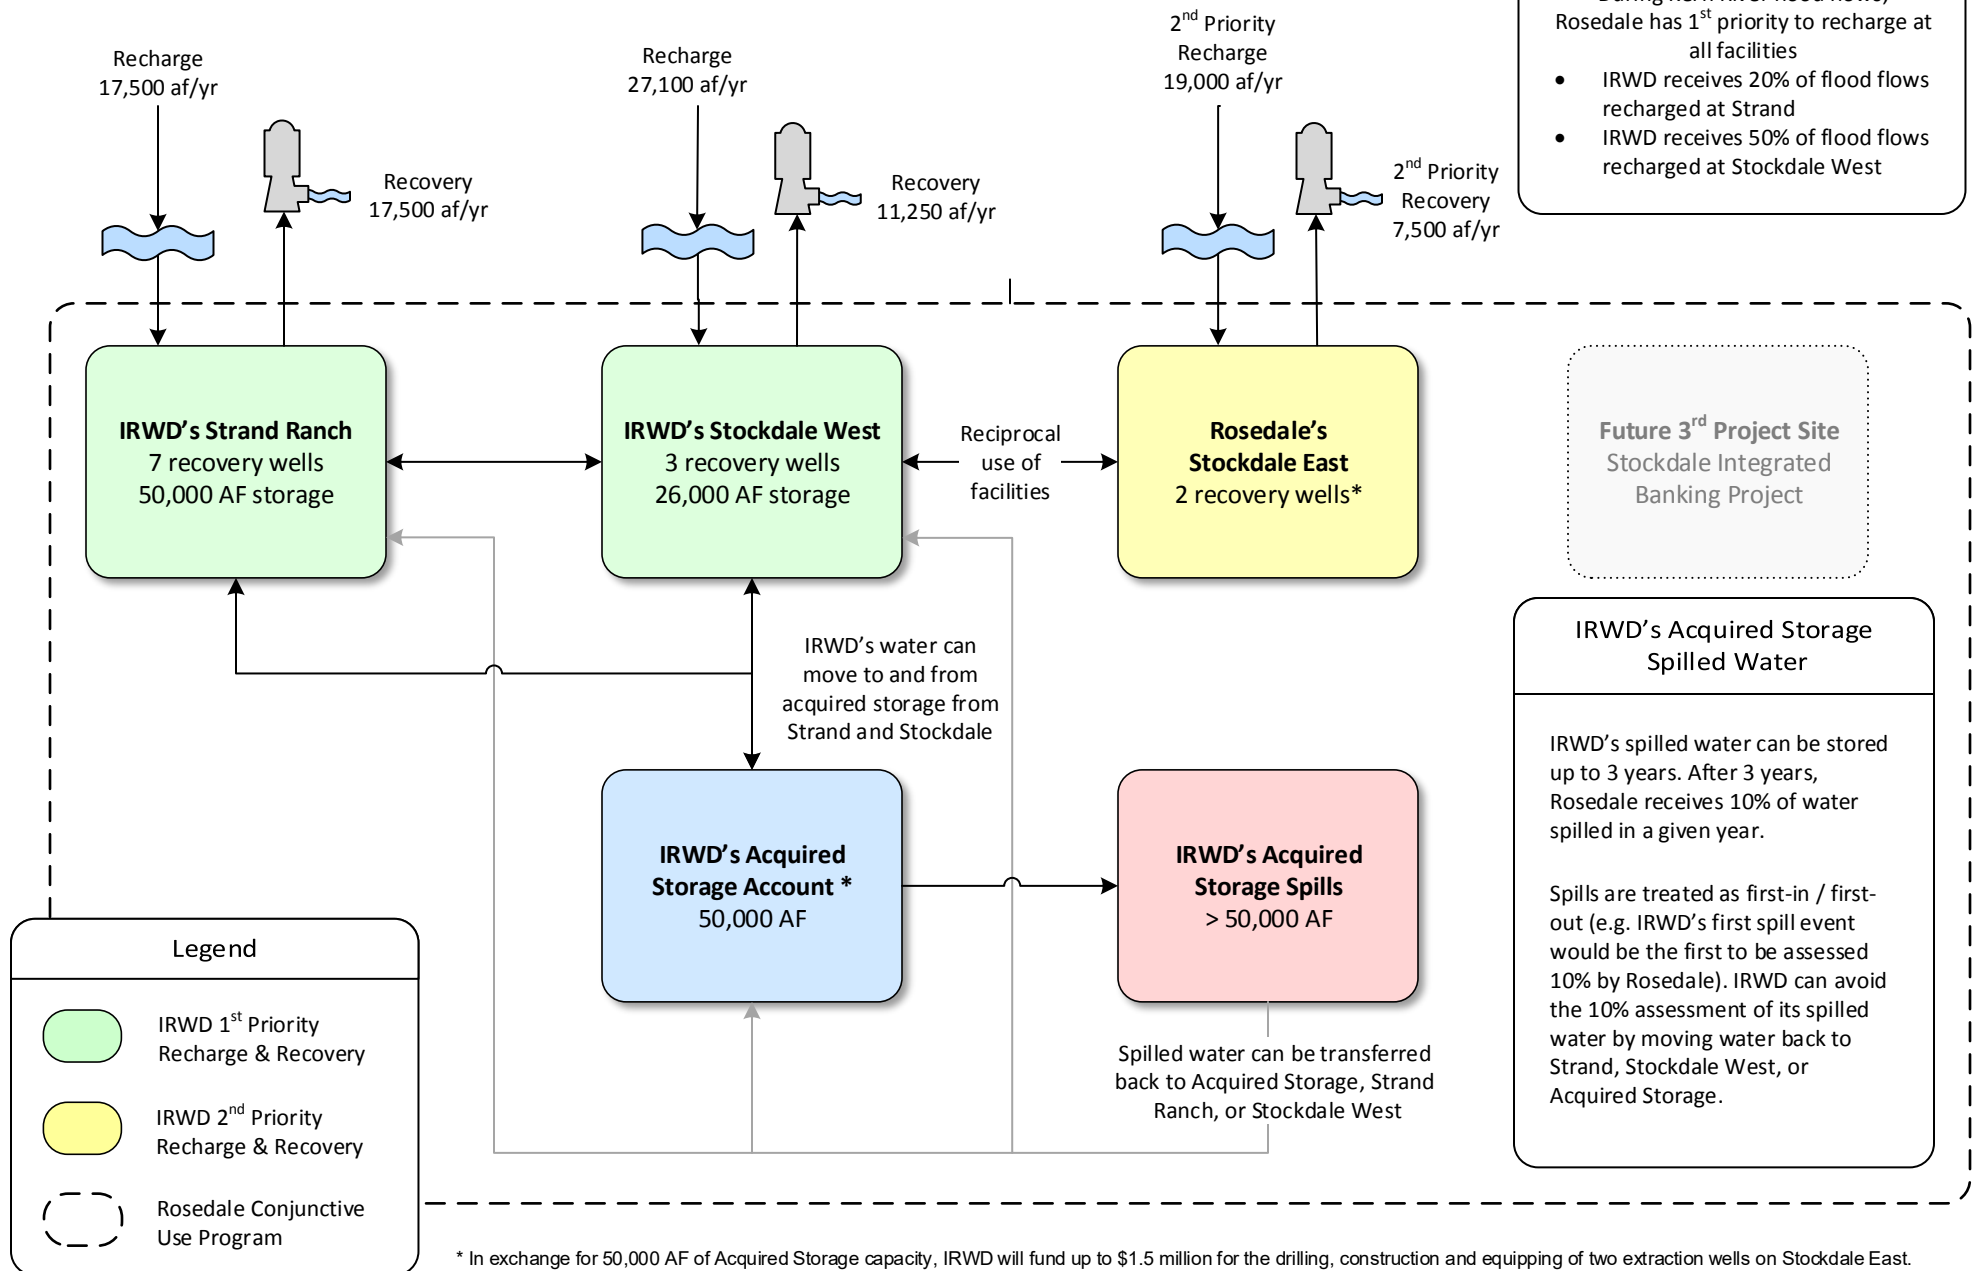 Recharge
17,500 af/yr
Recovery
17,500 af/yr
Recharge
27,100 af/yr
Recovery
11,250 af/yr
2nd Priority
Recharge
19,000 af/yr
2nd Priority
Recovery
7,500 af/yr
Rosedale has 1st priority to recharge at
all facilities
• IRWD receives 20% of flood flows
recharged at Strand
• IRWD receives 50% of flood flows
recharged at Stockdale West
IRWD’s Strand Ranch
7 recovery wells
50,000 AF storage
IRWD’s Stockdale West
3 recovery wells
26,000 AF storage
Reciprocal
use of
facilities
Rosedale’s
Stockdale East
2 recovery wells*
Future 3rd Project Site
Stockdale Integrated
Banking Project
IRWD’s water can
move to and from
acquired storage from
Strand and Stockdale
IRWD’s Acquired
Storage Account *
50,000 AF
IRWD’s Acquired
Storage Spills
> 50,000 AF
Spilled water can be transferred
back to Acquired Storage, Strand
Ranch, or Stockdale West
IRWD’s Acquired Storage
Spilled Water
IRWD’s spilled water can be stored
up to 3 years. After 3 years,
Rosedale receives 10% of water
spilled in a given year.
Spills are treated as first-in / first-
out (e.g. IRWD’s first spill event
would be the first to be assessed
10% by Rosedale). IRWD can avoid
the 10% assessment of its spilled
water by moving water back to
Strand, Stockdale West, or
Acquired Storage.
Legend
IRWD 1st Priority
Recharge & Recovery
IRWD 2nd Priority
Recharge & Recovery
Rosedale Conjunctive
Use Program
* In exchange for 50,000 AF of Acquired Storage capacity, IRWD will fund up to $1.5 million for the drilling, construction and equipping of two extraction wells on Stockdale East.